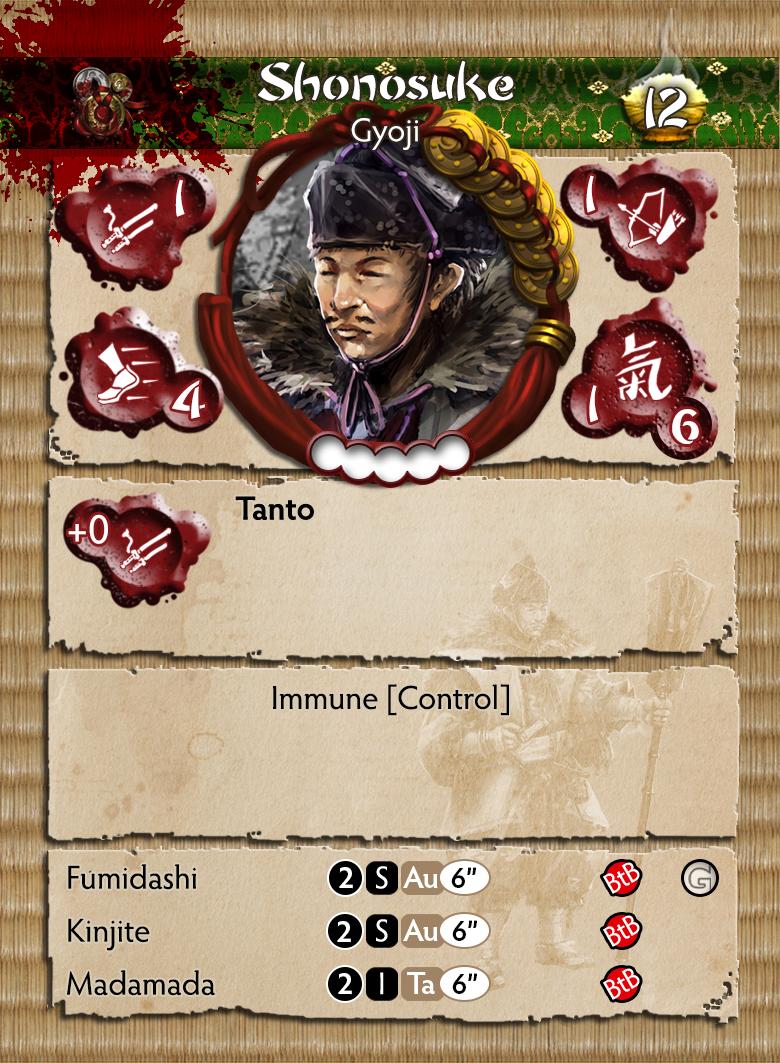 Shonosuke
12
Gyoji
1
1
4
氣
1
6
+0
Tanto
Immune [Control]
Fumidashi 2 S Au 6" BtB G
Kinjite 2 S Au 6" BtB
Madamada 2 I Ta 6" BtB